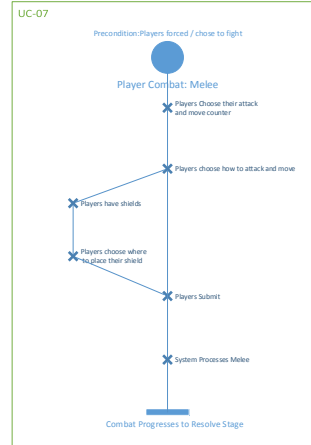 UC-07
Precondition:Players forced / chose to fight
Player Combat: Melee
Players Choose their attack
and move counter
Players choose how to attack and move
Players have shields
Players choose where
to place their shield
Players Submit
System Processes Melee
Combat Progresses to Resolve Stage